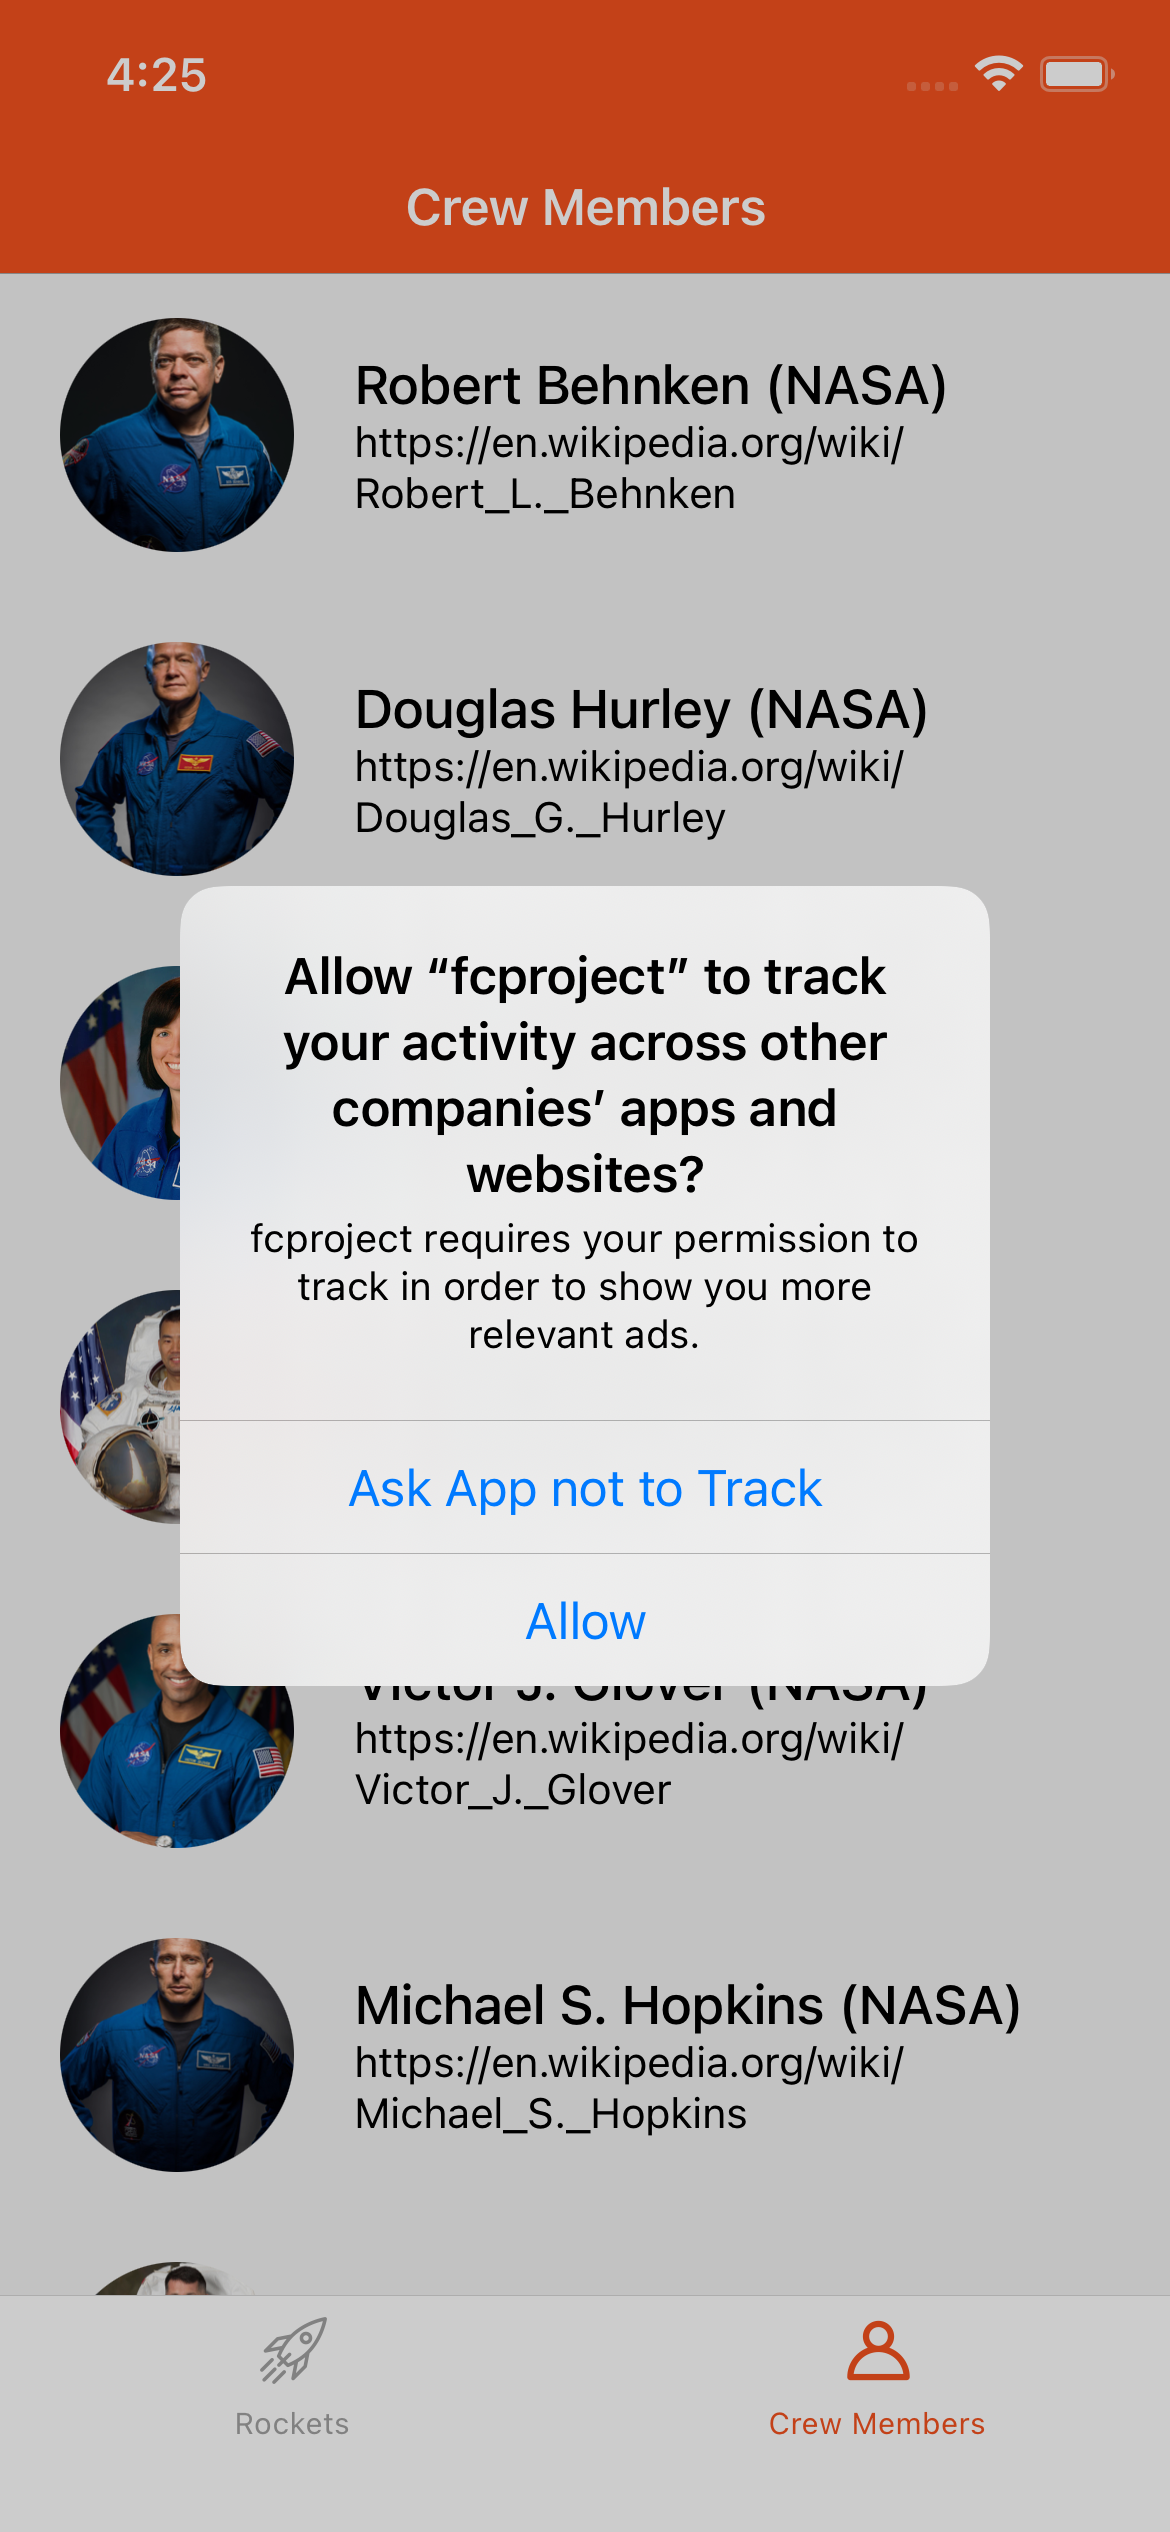 4:25
Crew Members
Robert Behnken (NASA)
https://en.wikipedia.org/wiki/
Robert_L._Behnken
Douglas Hurley (NASA)
https://en.wikipedia.org/wiki/
Douglas_G._Hurley
Allow “fcproject” to track
your activity across other
companies’ apps and
websites?
fcproject requires your permission to
track in order to show you more
relevant ads.
Ask App not to Track
Allow
Victor J. Glover (NASA)
https://en.wikipedia.org/wiki/
Victor_J._Glover
Michael S. Hopkins (NASA)
https://en.wikipedia.org/wiki/
Michael_S._Hopkins
Rockets
Crew Members